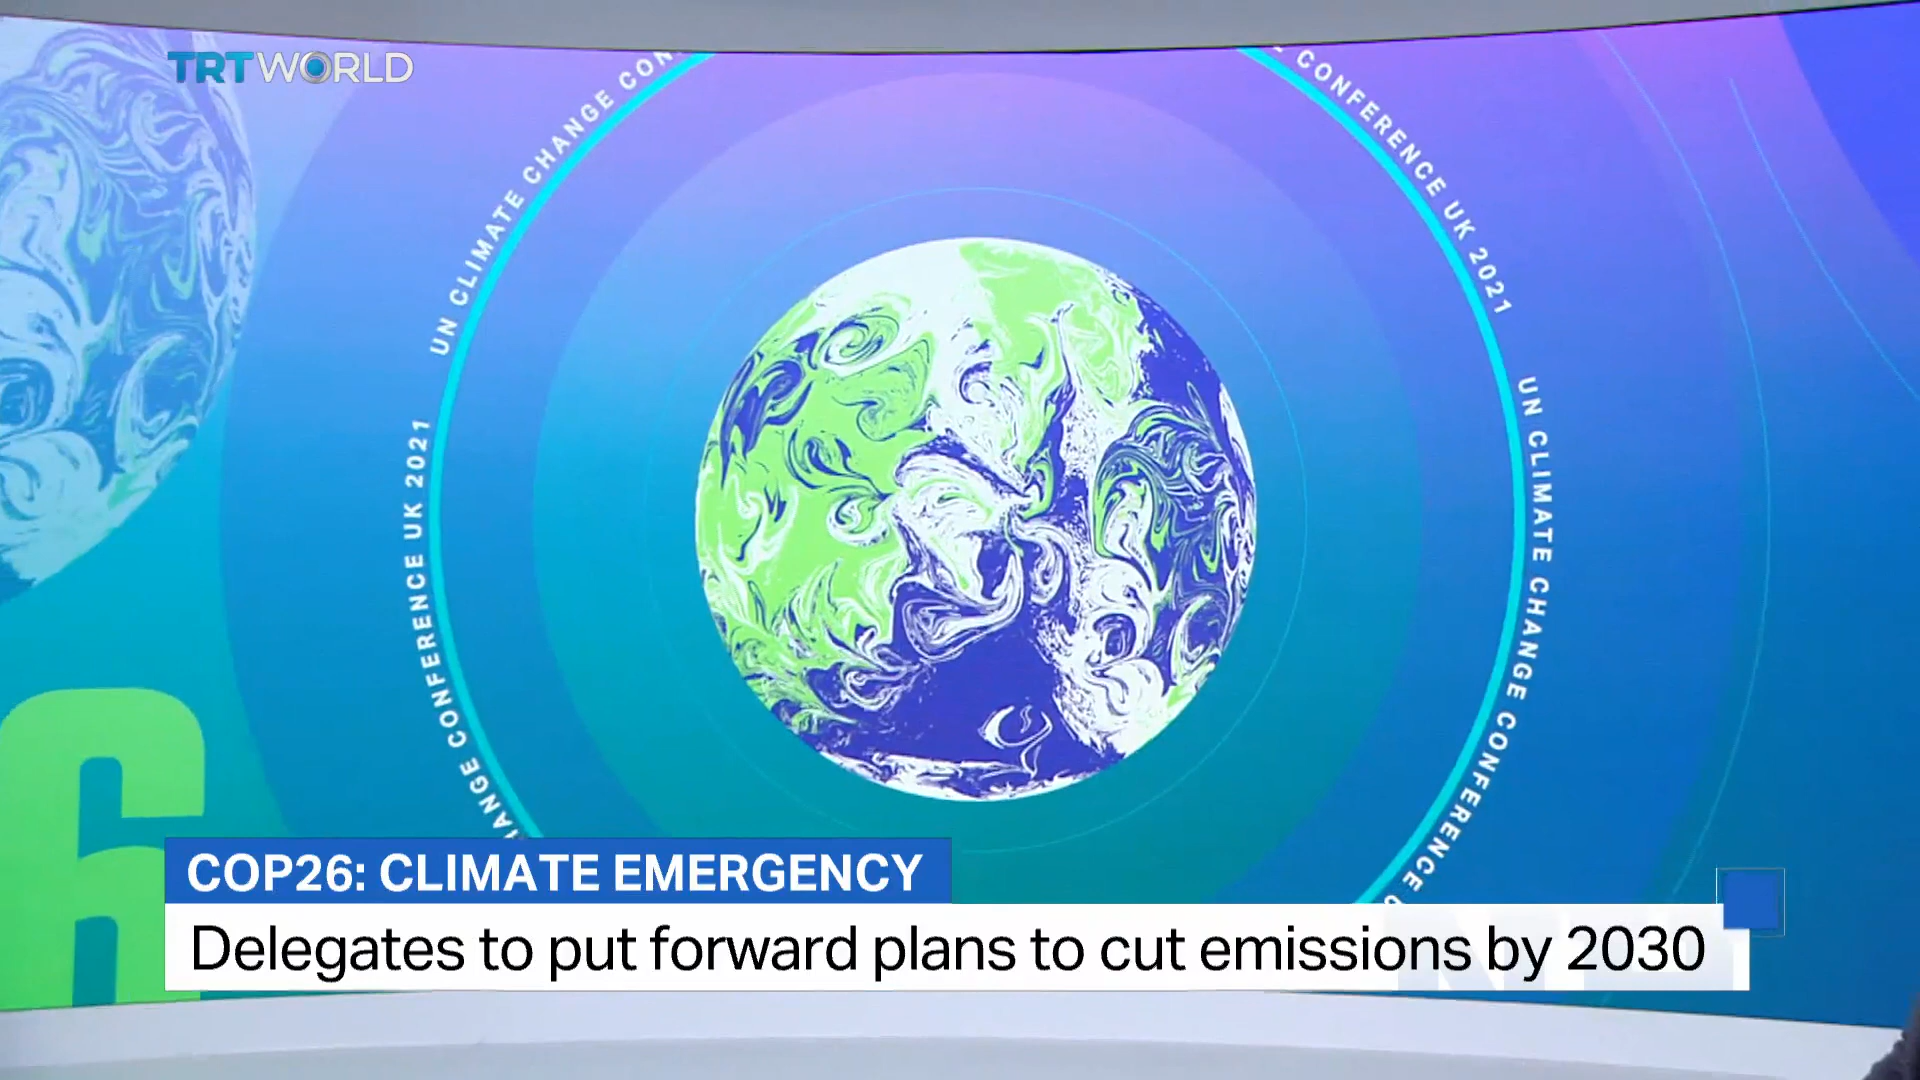 TRT WORLD
UN CLIMATE CHANGE CON
CONFERENCE UK 2021
CONFERENCE UK 2021
UN CLIMATE CHANGE CONFERENCE
6
COP26: CLIMATE EMERGENCY
Delegates to put forward plans to cut emissions by 2030